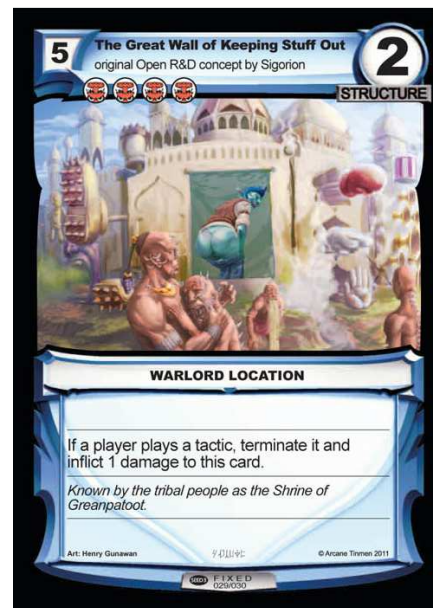 5
The Great Wall of Keeping Stuff Out
original Open R&D concept by Sigorion
2
STRUCTURE
WARLORD LOCATION
If a player plays a tactic, terminate it and
inflict 1 damage to this card.
Known by the tribal people as the Shrine of
Greanpatoot.
Art: Henry Gunawan
© Arcane Tinmen 2011
SEEDS FIXED
029/030